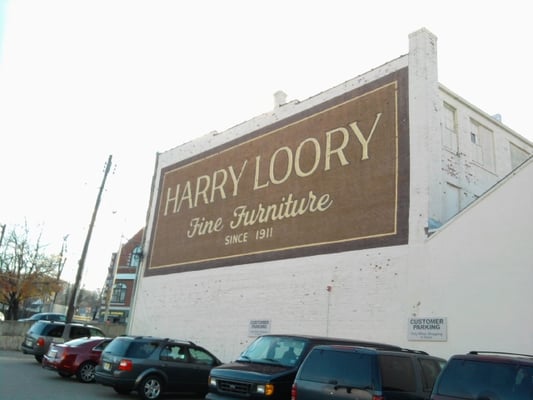 HARRY LOORY
Fine Furniture
SINCE 1911
CUSTOMER
PARKING
CUSTOMER
PARKING